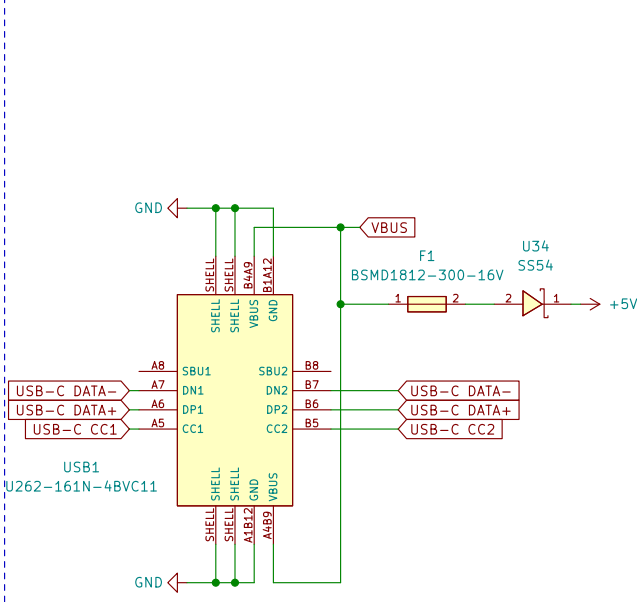 GND
VBUS
U34
SS54
F1
BSMD1812-300-16V
SHELL
SHELL
B4A9
B1A12
1
2
2
1
+5V
SHELL
SHELL
VBUS
GND
A8
SBU1
SBU2
B8
USB-C DATA-
A7
DN1
DN2
B7
USB-C DATA-
USB-C DATA+
A6
DP1
DP2
B6
USB-C DATA+
USB-C CC1
A5
CC1
CC2
B5
USB-C CC2
USB1
U262-161N-4BVC11
SHELL
SHELL
GND
VBUS
SHELL
SHELL
A1B12
A4B9
GND